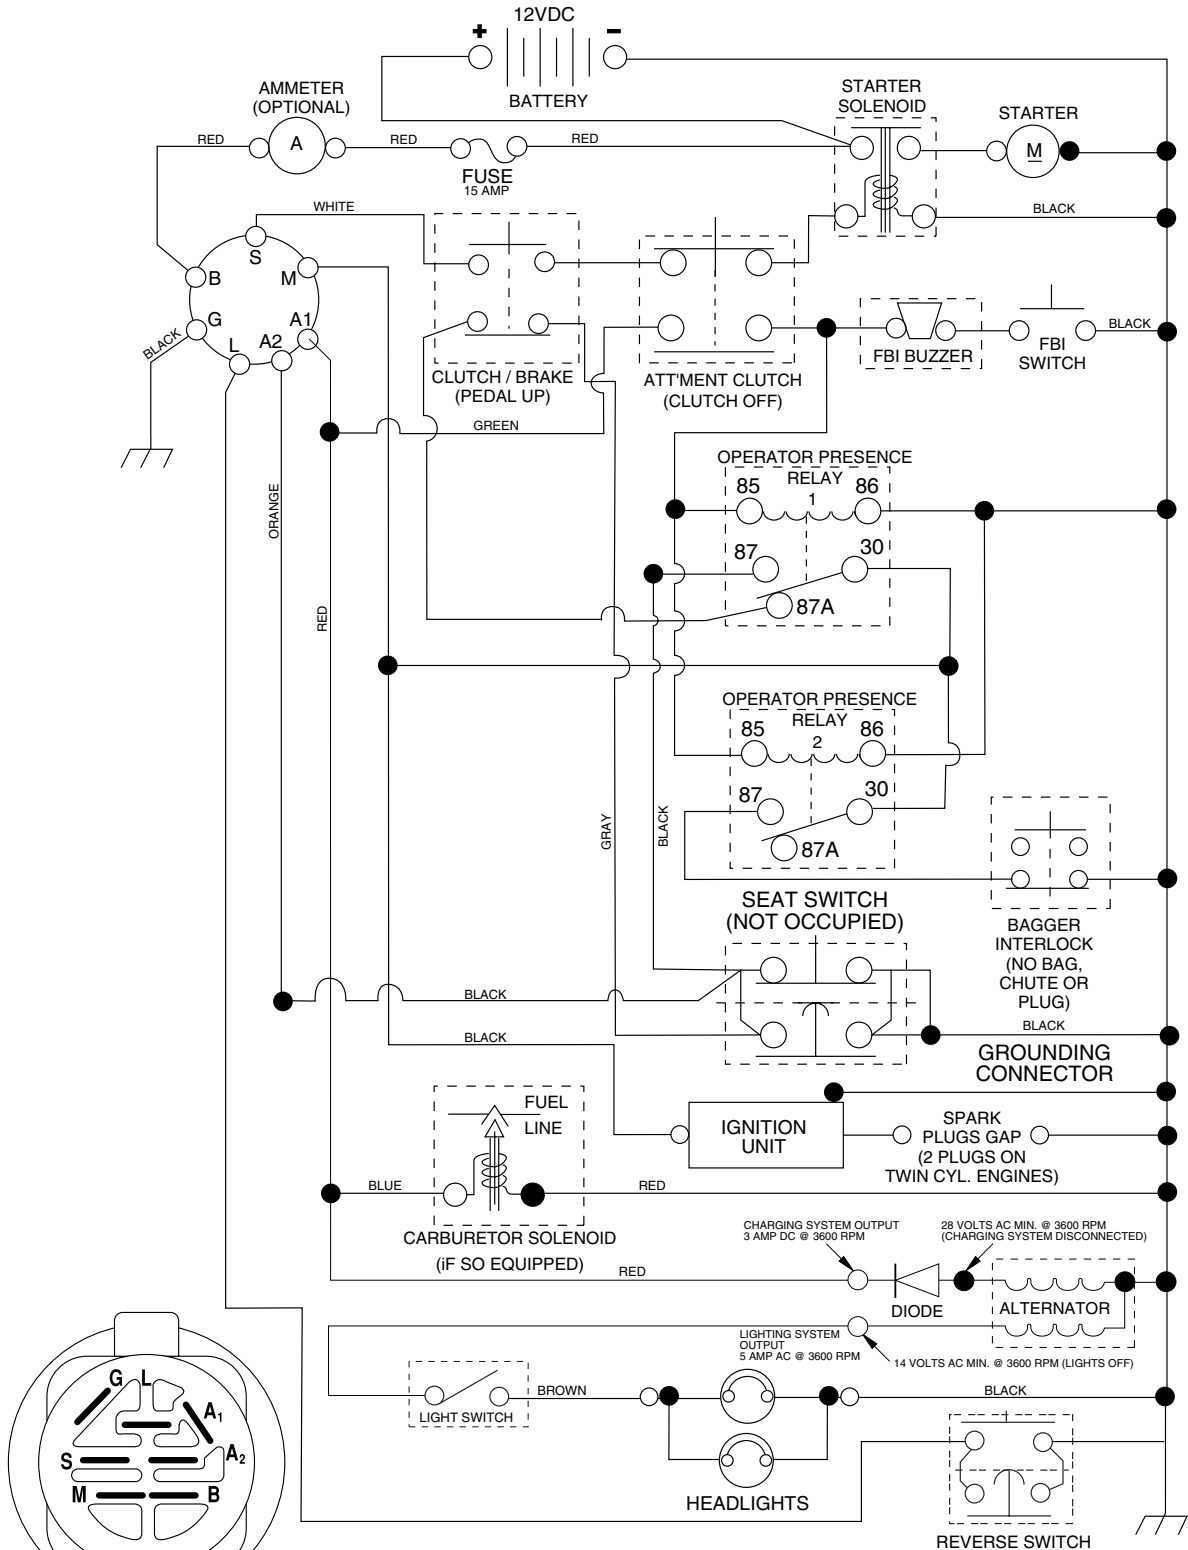 12VDC
+
−
BATTERY
AMMETER
(OPTIONAL)
A
RED
RED
RED
FUSE
15 AMP
STARTER
SOLENOID
STARTER
M
BLACK
WHITE
S
B
M
G
A1
L
A2
BLACK
CLUTCH / BRAKE
(PEDAL UP)
ATT'MENT CLUTCH
(CLUTCH OFF)
FBI BUZZER
FBI
SWITCH
BLACK
GREEN
ORANGE
RED
OPERATOR PRESENCE
RELAY
1
85
86
87
30
87A
OPERATOR PRESENCE
RELAY
2
85
86
87
30
87A
GRAY
BLACK
BAGGER
INTERLOCK
(NO BAG,
CHUTE OR
PLUG)
SEAT SWITCH
(NOT OCCUPIED)
BLACK
BLACK
BLACK
GROUNDING
CONNECTOR
IGNITION
UNIT
SPARK
PLUGS GAP
(2 PLUGS ON
TWIN CYL. ENGINES)
FUEL
LINE
BLUE
RED
CARBURETOR SOLENOID
(iF SO EQUIPPED)
RED
CHARGING SYSTEM OUTPUT
3 AMP DC @ 3600 RPM
28 VOLTS AC MIN. @ 3600 RPM
(CHARGING SYSTEM DISCONNECTED)
DIODE
ALTERNATOR
LIGHTING SYSTEM
OUTPUT
5 AMP AC @ 3600 RPM
14 VOLTS AC MIN. @ 3600 RPM (LIGHTS OFF)
LIGHT SWITCH
BROWN
BLACK
HEADLIGHTS
REVERSE SWITCH
G
L
A1
S
A2
M
B